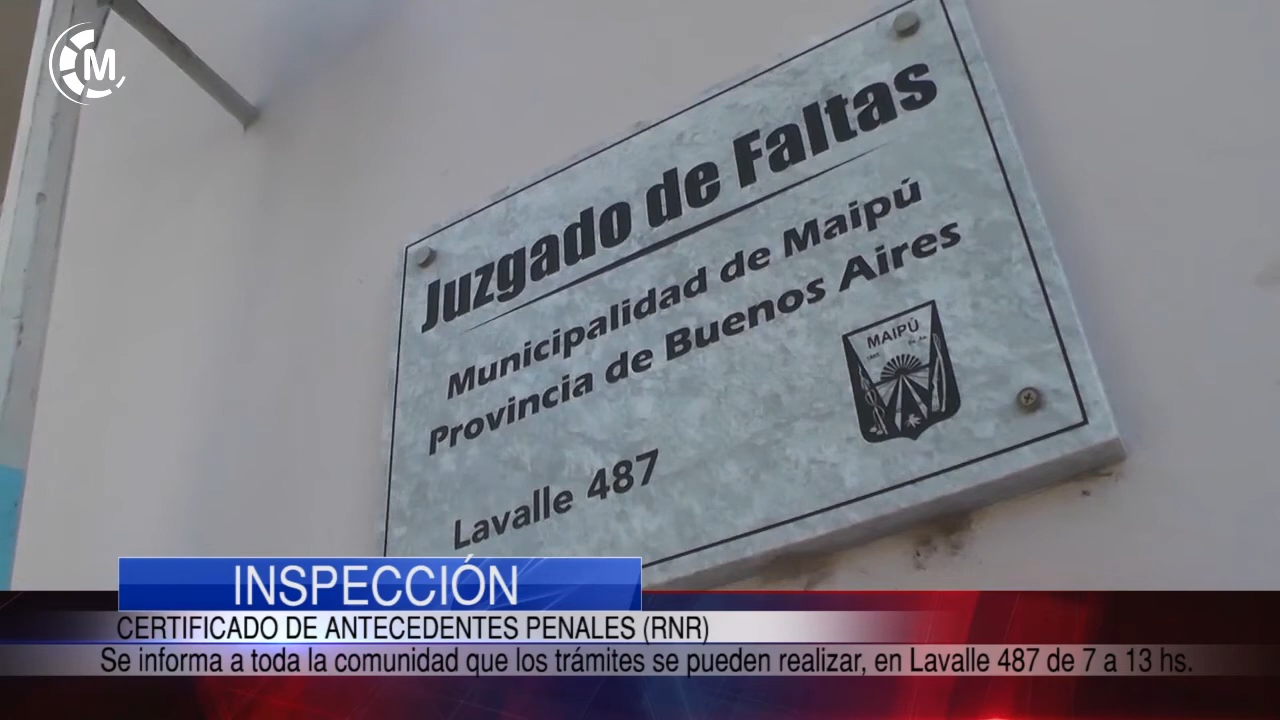 M
Juzgado de Faltas
Municipalidad de Maipú
Provincia de Buenos Aires
MAIPÚ
Lavalle 487
INSPECCIÓN
CERTIFICADO DE ANTECEDENTES PENALES (RNR)
Se informa a toda la comunidad que los trámites se pueden realizar, en Lavalle 487 de 7 a 13 hs.